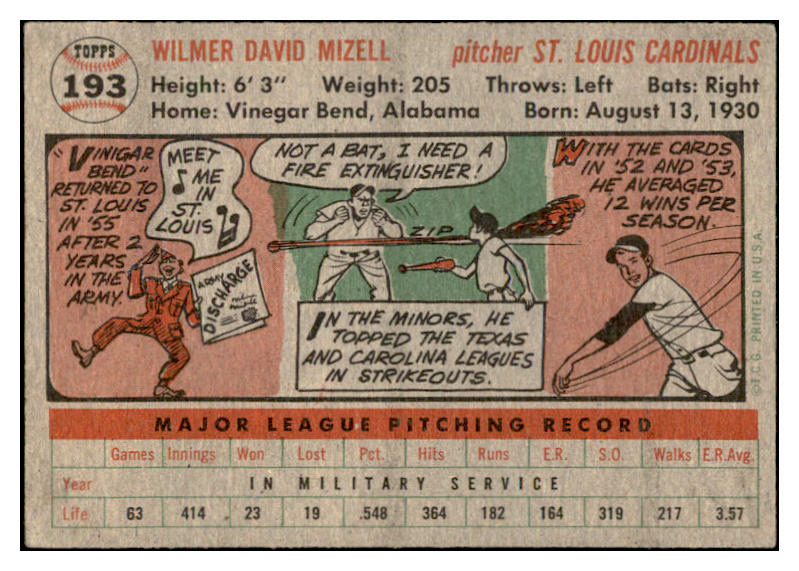 TOPPS
193
WILMER DAVID MIZELL pitcher ST. LOUIS CARDINALS
Height: 6' 3" Weight: 205 Throws: Left Bats: Right
Home: Vinegar Bend, Alabama Born: August 13, 1930
"VINIGAR
BEND"
RETURNED TO
ST. LOUIS
IN '55
AFTER 2
YEARS
IN THE
ARMY.
MEET
ME
IN
ST.
LOUIS
ARMY
DISCHARGE
NOT A BAT, I NEED A
FIRE EXTINGUISHER!
ZIP
IN THE MINORS, HE
TOPPED THE TEXAS
AND CAROLINA LEAGUES
IN STRIKEOUTS.
WITH THE CARDS
IN '52 AND '53,
HE AVERAGED
12 WINS PER
SEASON.
©T.C.G. PRINTED IN U.S.A.
MAJOR LEAGUE PITCHING RECORD
Games Innings Won Lost Pct. Hits Runs E.R. S.O. Walks E.R.Avg.
Year IN MILITARY SERVICE
Life 63 414 23 19 .548 364 182 164 319 217 3.57